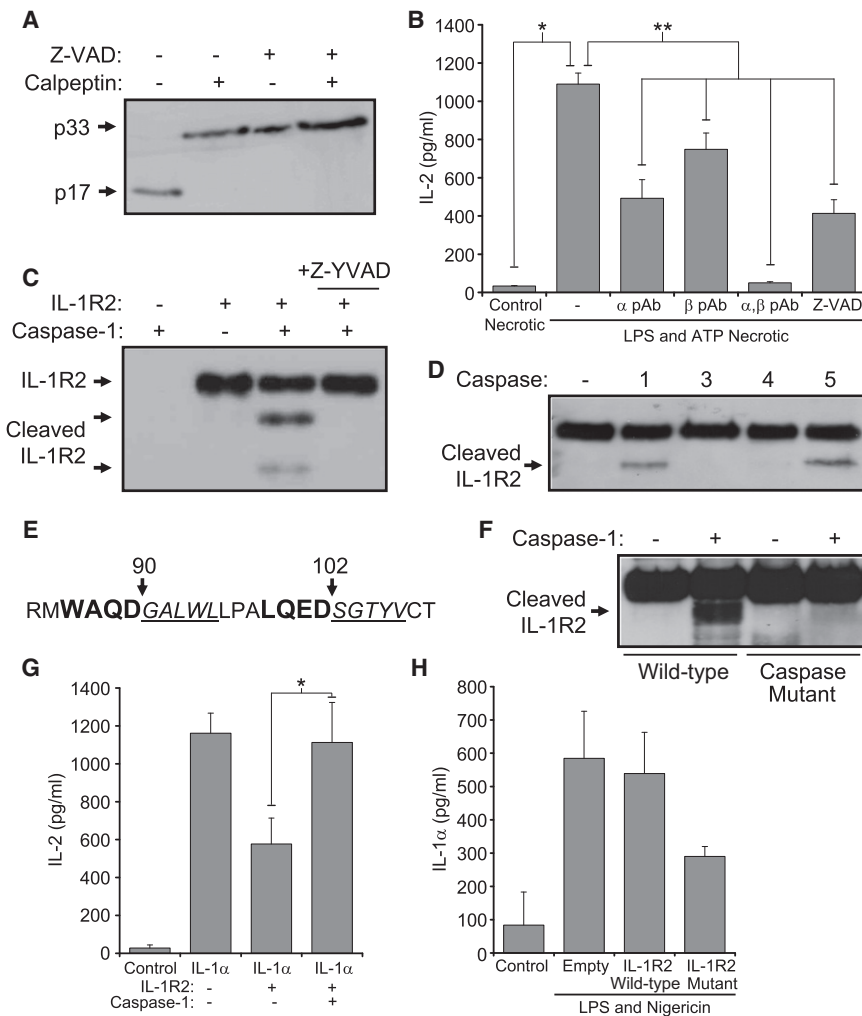 A
Z-VAD: - - + +
Calpeptin: - + - +
p33
p17
B
IL-2 (pg/ml)
1400
1200
1000
800
600
400
200
0
*
**
Control Necrotic
- α pAb β pAb α,β pAb Z-VAD
LPS and ATP Necrotic
C
+Z-YVAD
IL-1R2: - + + +
Caspase-1: + - + +
IL-1R2
Cleaved
IL-1R2
D
Caspase: - 1 3 4 5
Cleaved
IL-1R2
E
90 102
RMWAQDGALWLLPALQEDSGTYVCT
F
Caspase-1: - + - +
Cleaved
IL-1R2
Wild-type
Caspase
Mutant
G
IL-2 (pg/ml)
1400
1200
1000
800
600
400
200
0
*
Control IL-1α IL-1α IL-1α
IL-1R2: - + +
Caspase-1: - - +
H
IL-1α (pg/ml)
800
700
600
500
400
300
200
100
0
Control Empty IL-1R2 IL-1R2
Wild-type Mutant
LPS and Nigericin